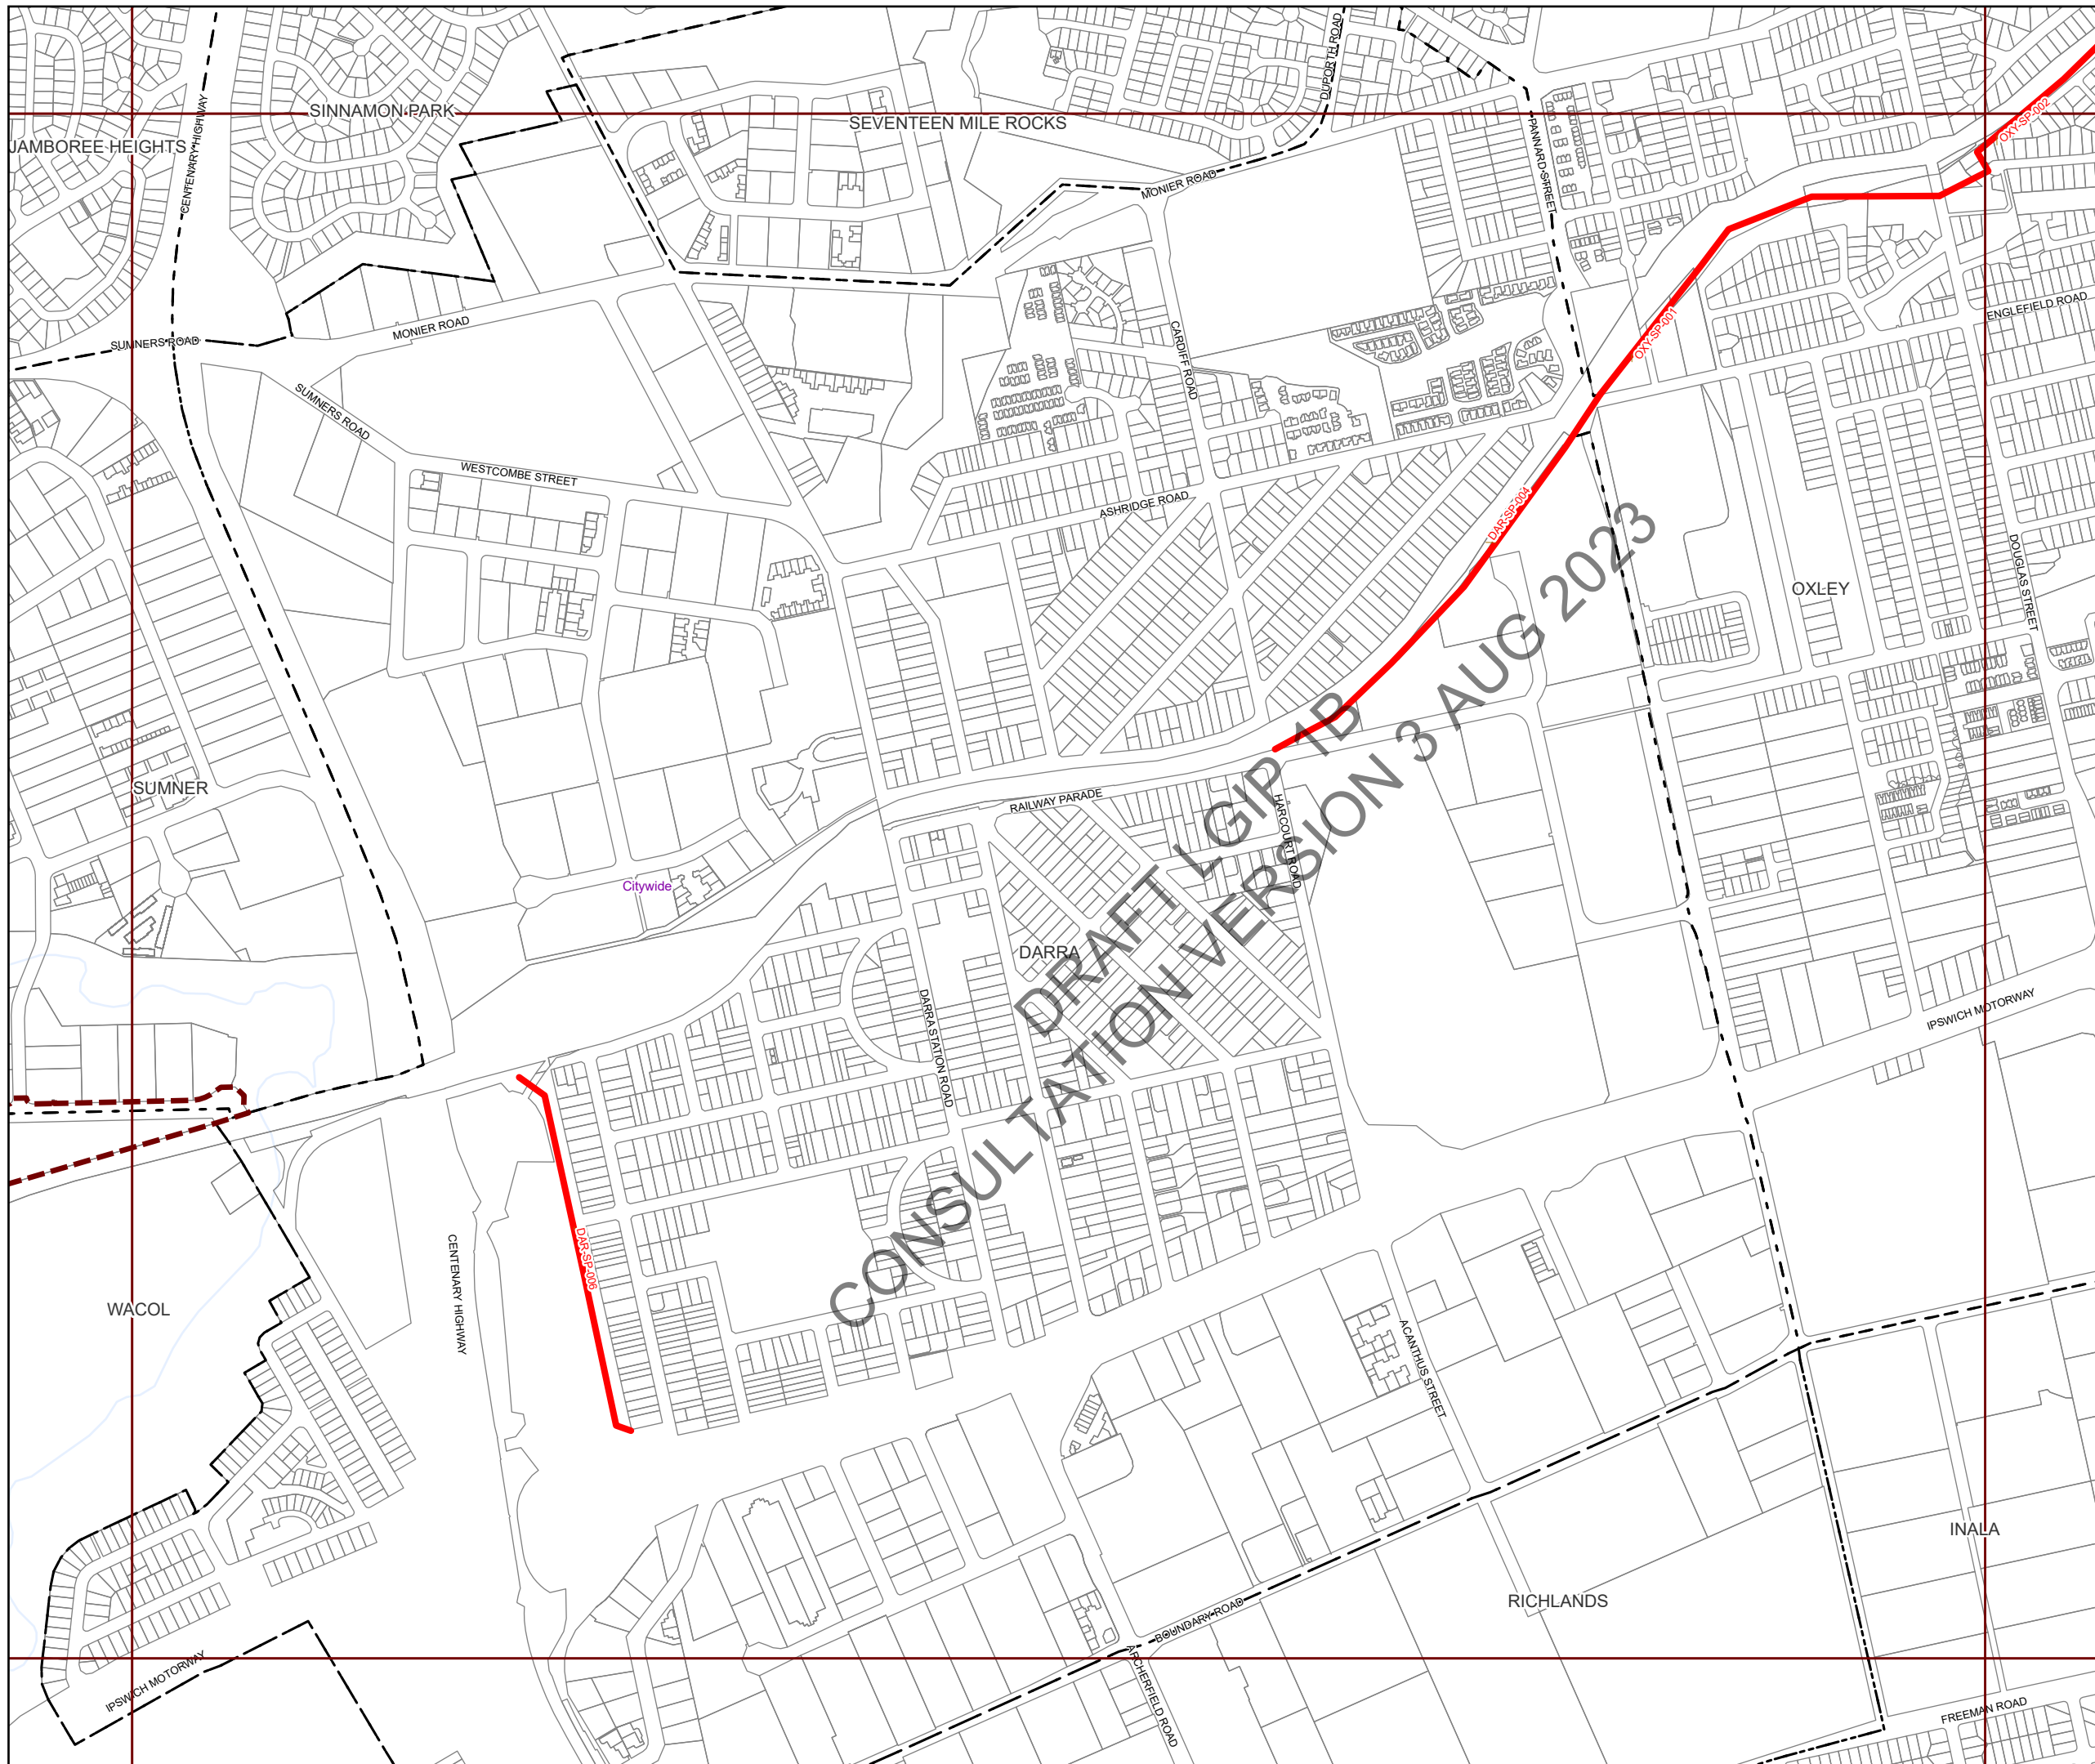 DUPORTH ROAD
CENTENARY HIGHWAY
SINNAMON PARK
SEVENTEEN MILE ROCKS
OXY-SP-002
JAMBOREE HEIGHTS
PANNARD STREET
MONIER ROAD
ENGLEFIELD ROAD
OXY-SP-001
MONIER ROAD
SUMNERS ROAD
CARDIFF ROAD
SUMNERS ROAD
WESTCOMBE STREET
ASHRIDGE ROAD
DAR-SP-004
DOUGLAS STREET
OXLEY
SUMNER
RAILWAY PARADE
HARCOURT ROAD
Citywide
DARRA
DRAFT LGIP 1B
CONSULTATION VERSION 3 AUG 2023
IPSWICH MOTORWAY
DARRA STATION ROAD
DAR-SP-006
CENTENARY HIGHWAY
WACOL
ACANTHUS STREET
INALA
RICHLANDS
BOUNDARY ROAD
ARCHERFIELD ROAD
IPSWICH MOTORWAY
FREEMAN ROAD